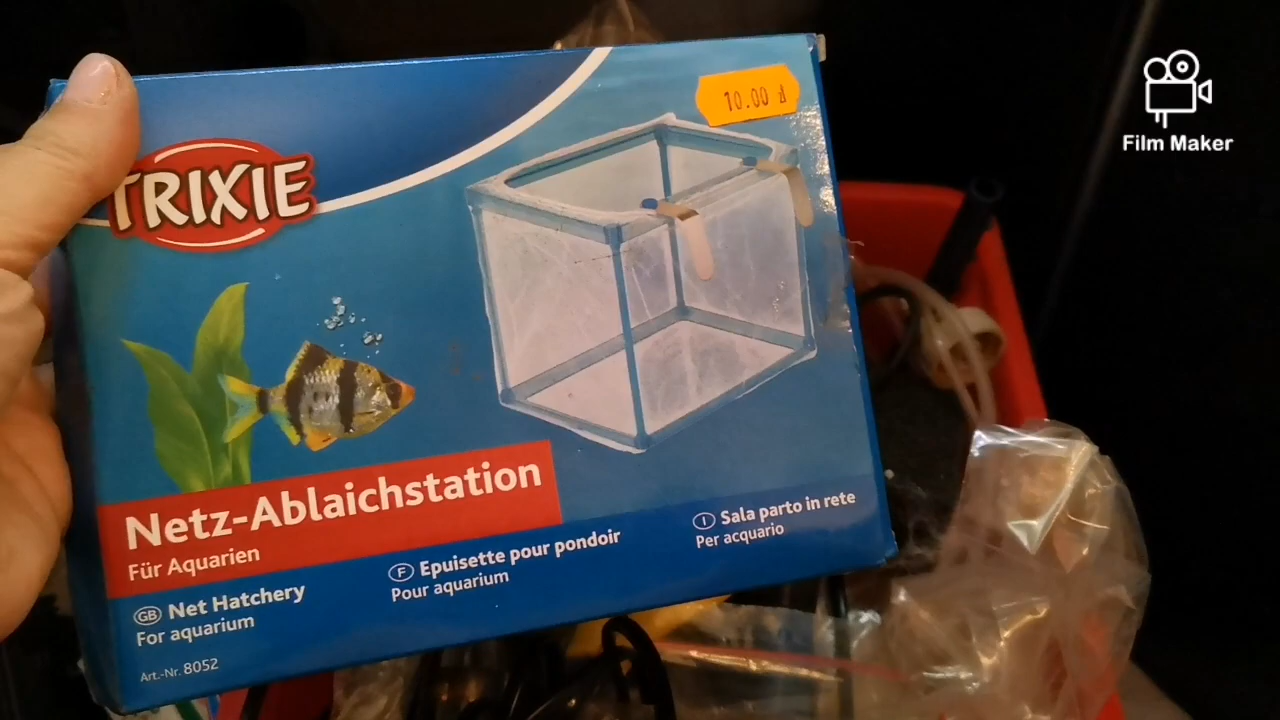 10.00
TRIXIE
Film Maker
Netz-Ablaichstation
Für Aquarien
GB Net Hatchery
For aquarium
F Epuisette pour pondoir
Pour aquarium
I Sala parto in rete
Per acquario
Art.-Nr. 8052